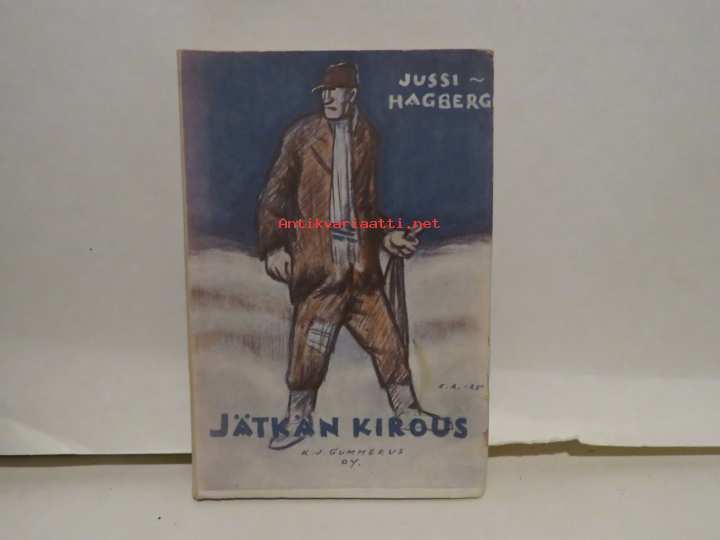 JUSSI ~
HAGBERG
Antikvariaatti.net
JÄTKÄN KIROUS
K. J. GUMMERUS
OY.